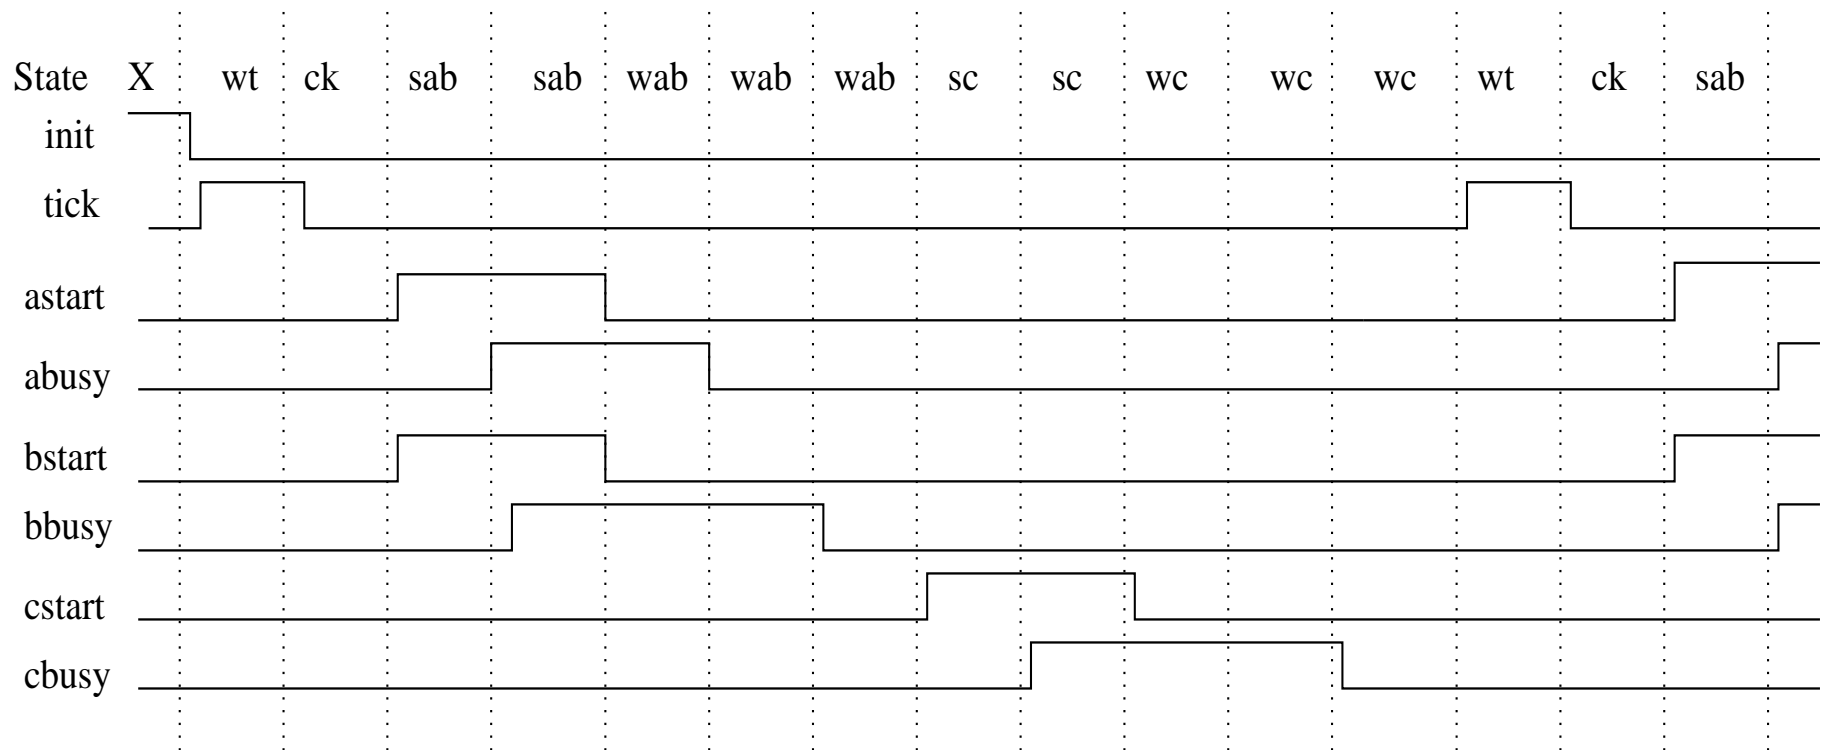 State X wt ck sab sab wab wab wab sc sc wc wc wc wt ck sab
init
tick
astart
abusy
bstart
bbusy
cstart
cbusy